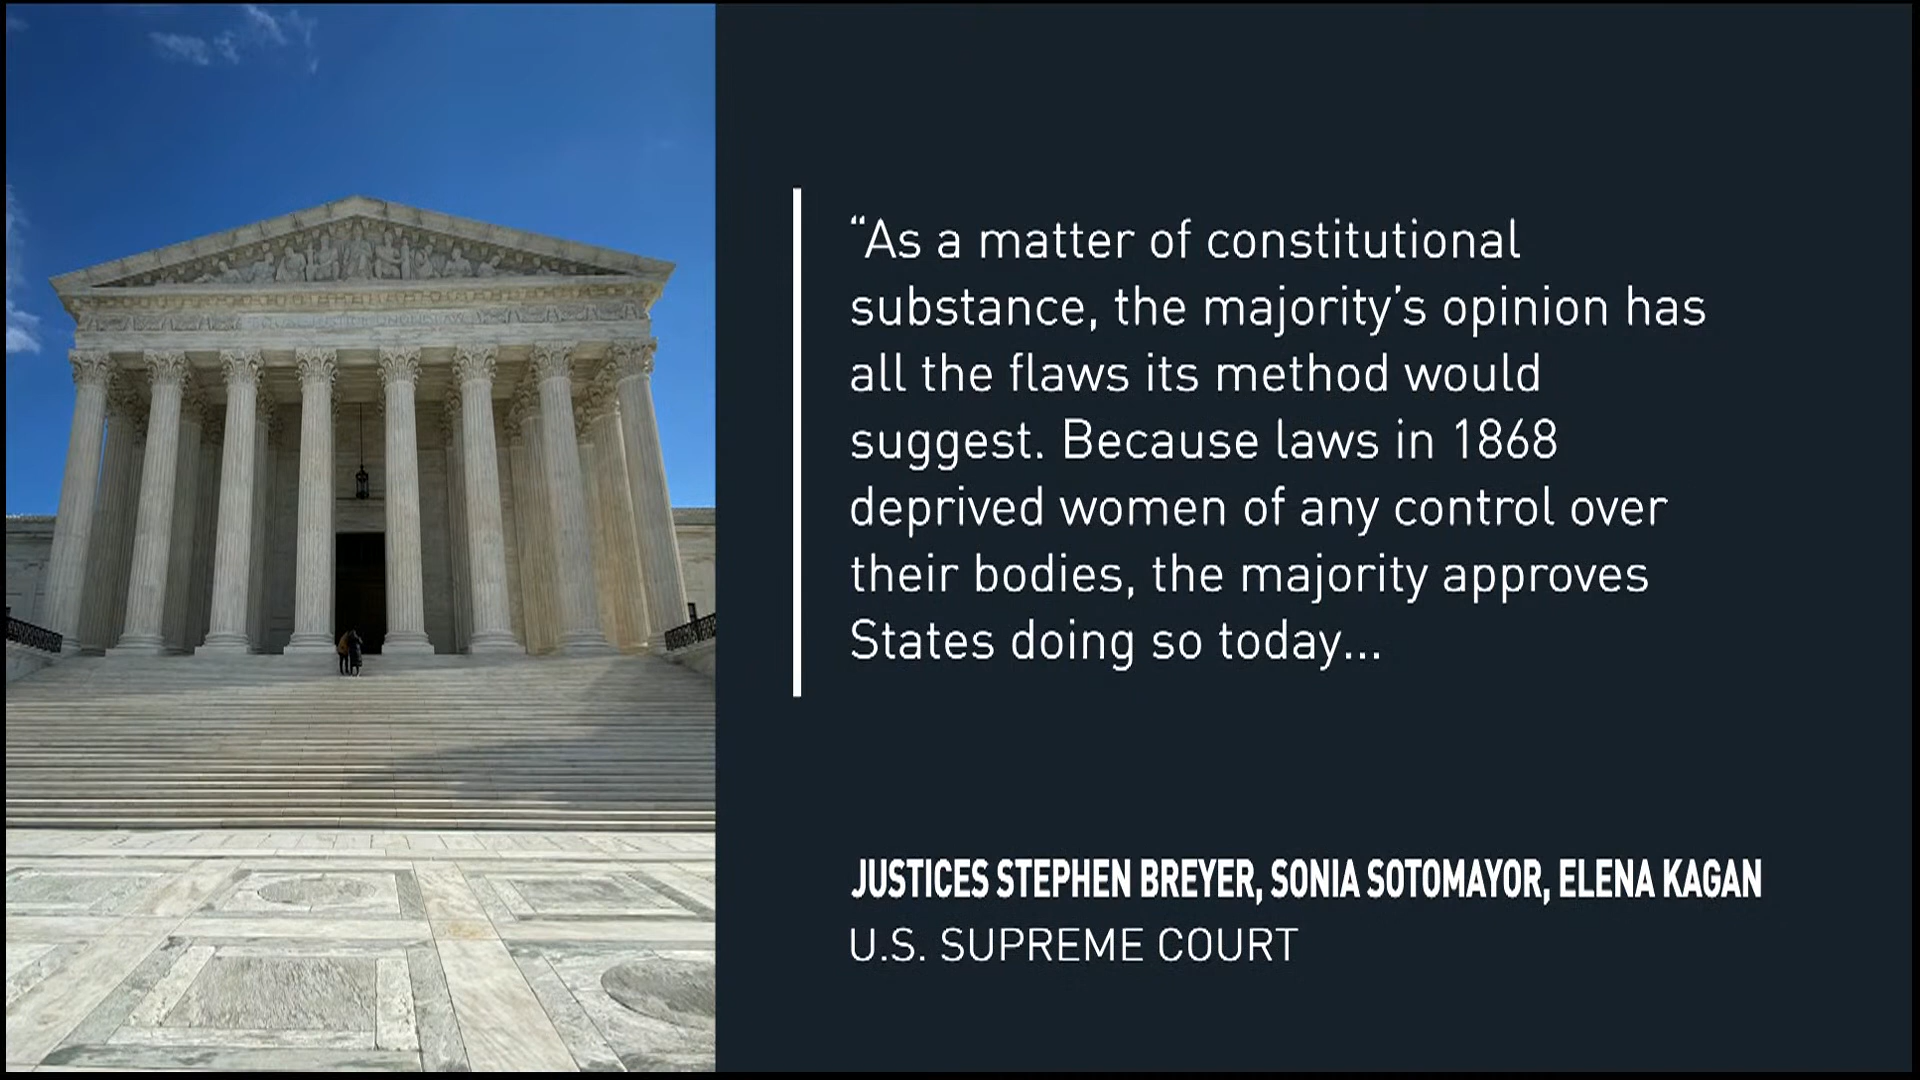 “As a matter of constitutional
substance, the majority’s opinion has
all the flaws its method would
suggest. Because laws in 1868
deprived women of any control over
their bodies, the majority approves
States doing so today...
JUSTICES STEPHEN BREYER, SONIA SOTOMAYOR, ELENA KAGAN
U.S. SUPREME COURT